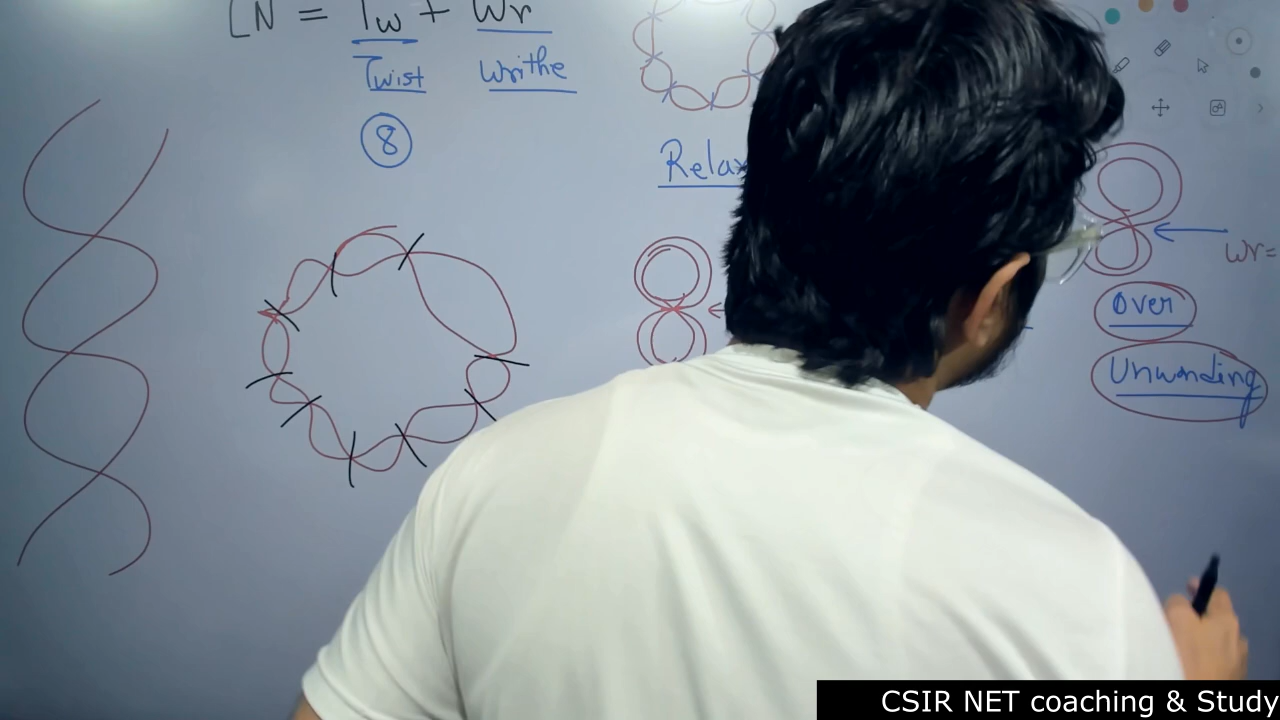 LN = Tw + Wr
Twist writhe
8
Relax
wr=
Over
Unwinding
CSIR NET coaching & Study